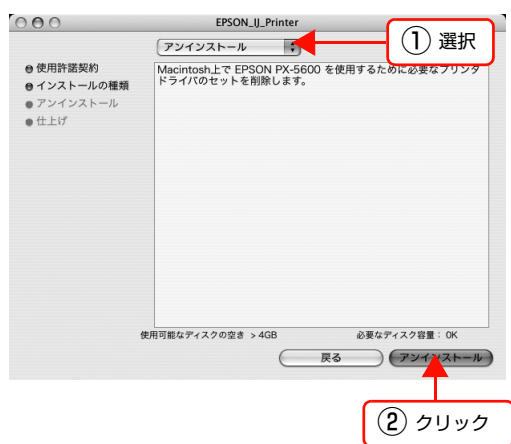 EPSON_IJ_Printer
① 選択
アンインストール
使用許諾契約
インストールの種類
アンインストール
仕上げ
Macintosh上で EPSON PX-5600 を使用するために必要なプリンタ
ドライバのセットを削除します。
使用可能なディスクの空き > 4GB
必要なディスク容量: 0K
戻る
アンインストール
② クリック